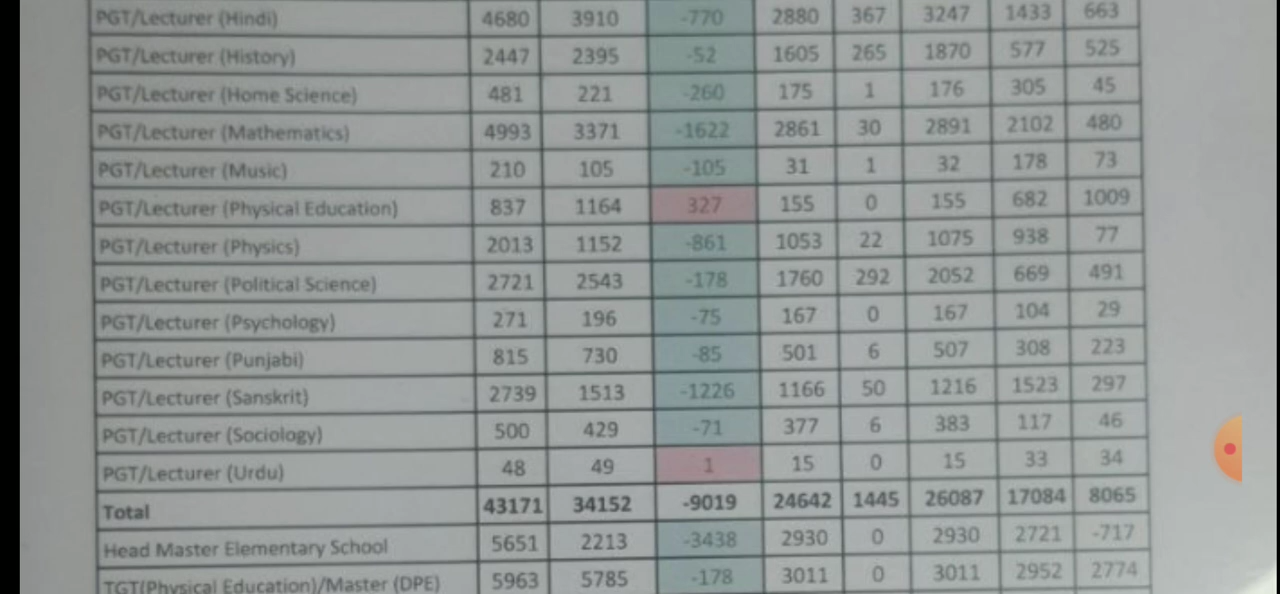 PGT/Lecturer (Hindi) 4680 3910 -770 2880 367 3247 1433 663
PGT/Lecturer (History) 2447 2395 -52 1605 265 1870 577 525
PGT/Lecturer (Home Science) 481 221 -260 175 1 176 305 45
PGT/Lecturer (Mathematics) 4993 3371 -1622 2861 30 2891 2102 480
PGT/Lecturer (Music) 210 105 -105 31 1 32 178 73
PGT/Lecturer (Physical Education) 837 1164 327 155 0 155 682 1009
PGT/Lecturer (Physics) 2013 1152 -861 1053 22 1075 938 77
PGT/Lecturer (Political Science) 2721 2543 -178 1760 292 2052 669 491
PGT/Lecturer (Psychology) 271 196 -75 167 0 167 104 29
PGT/Lecturer (Punjabi) 815 730 -85 501 6 507 308 223
PGT/Lecturer (Sanskrit) 2739 1513 -1226 1166 50 1216 1523 297
PGT/Lecturer (Sociology) 500 429 -71 377 6 383 117 46
PGT/Lecturer (Urdu) 48 49 1 15 0 15 33 34
Total 43171 34152 -9019 24642 1445 26087 17084 8065
Head Master Elementary School 5651 2213 -3438 2930 0 2930 2721 -717
TGT(Physical Education)/Master (DPE) 5963 5785 -178 3011 0 3011 2952 2774